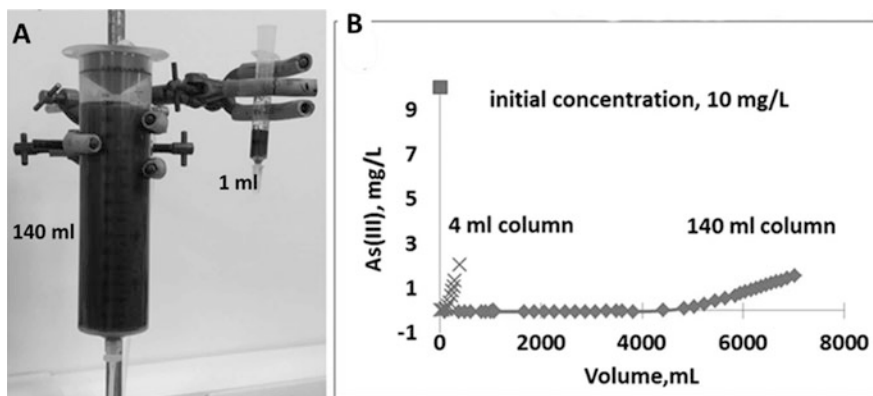 A
140 ml
1 ml
B
initial concentration, 10 mg/L
4 ml column
140 ml column
As(III), mg/L
9
7
5
3
1
-1
0
2000
4000
6000
8000
Volume,mL